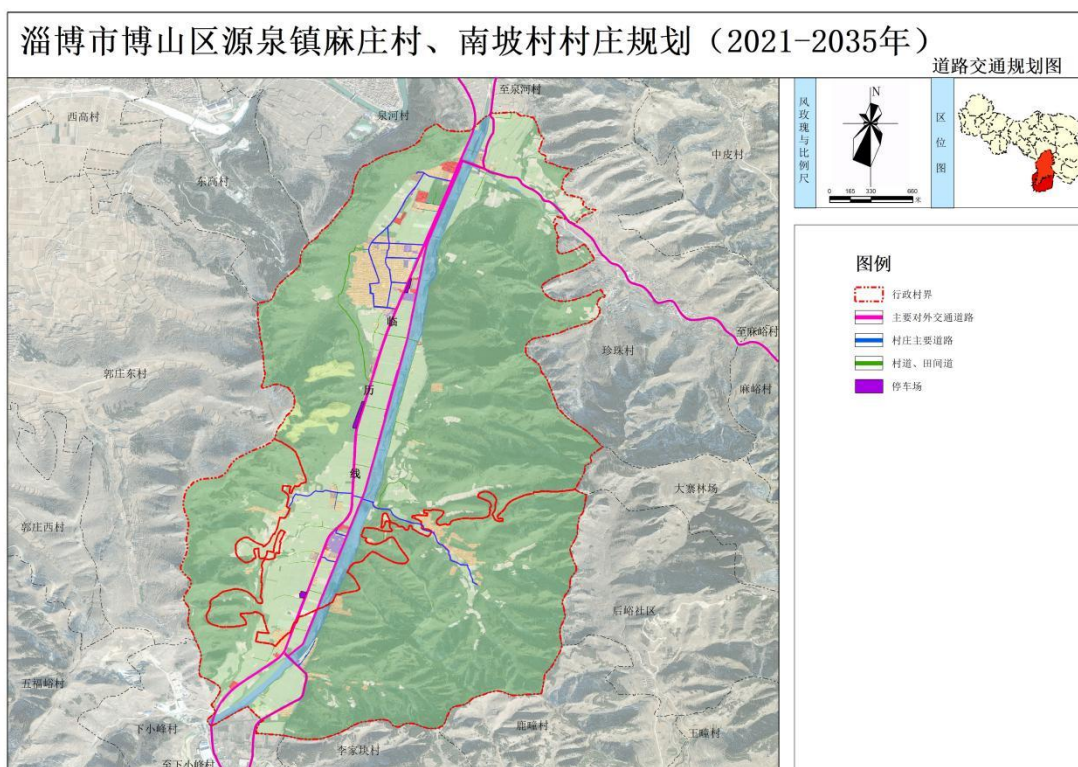 淄博市博山区源泉镇麻庄村、南坡村村庄规划（2021-2035年）
道路交通规划图
至泉河村
西高村
泉河村
中皮村
东高村
临
历
线
至麻峪村
珍珠村
麻峪村
郭庄东村
大寨林场
郭庄西村
后峪社区
五福峪村
下小峰村
鹿疃村
王疃村
李家块村
至下小峰村
风玫瑰与比例尺
N
0 165 330 660
米
区位图
图例
行政村界
主要对外交通道路
村庄主要道路
村道、田间道
停车场